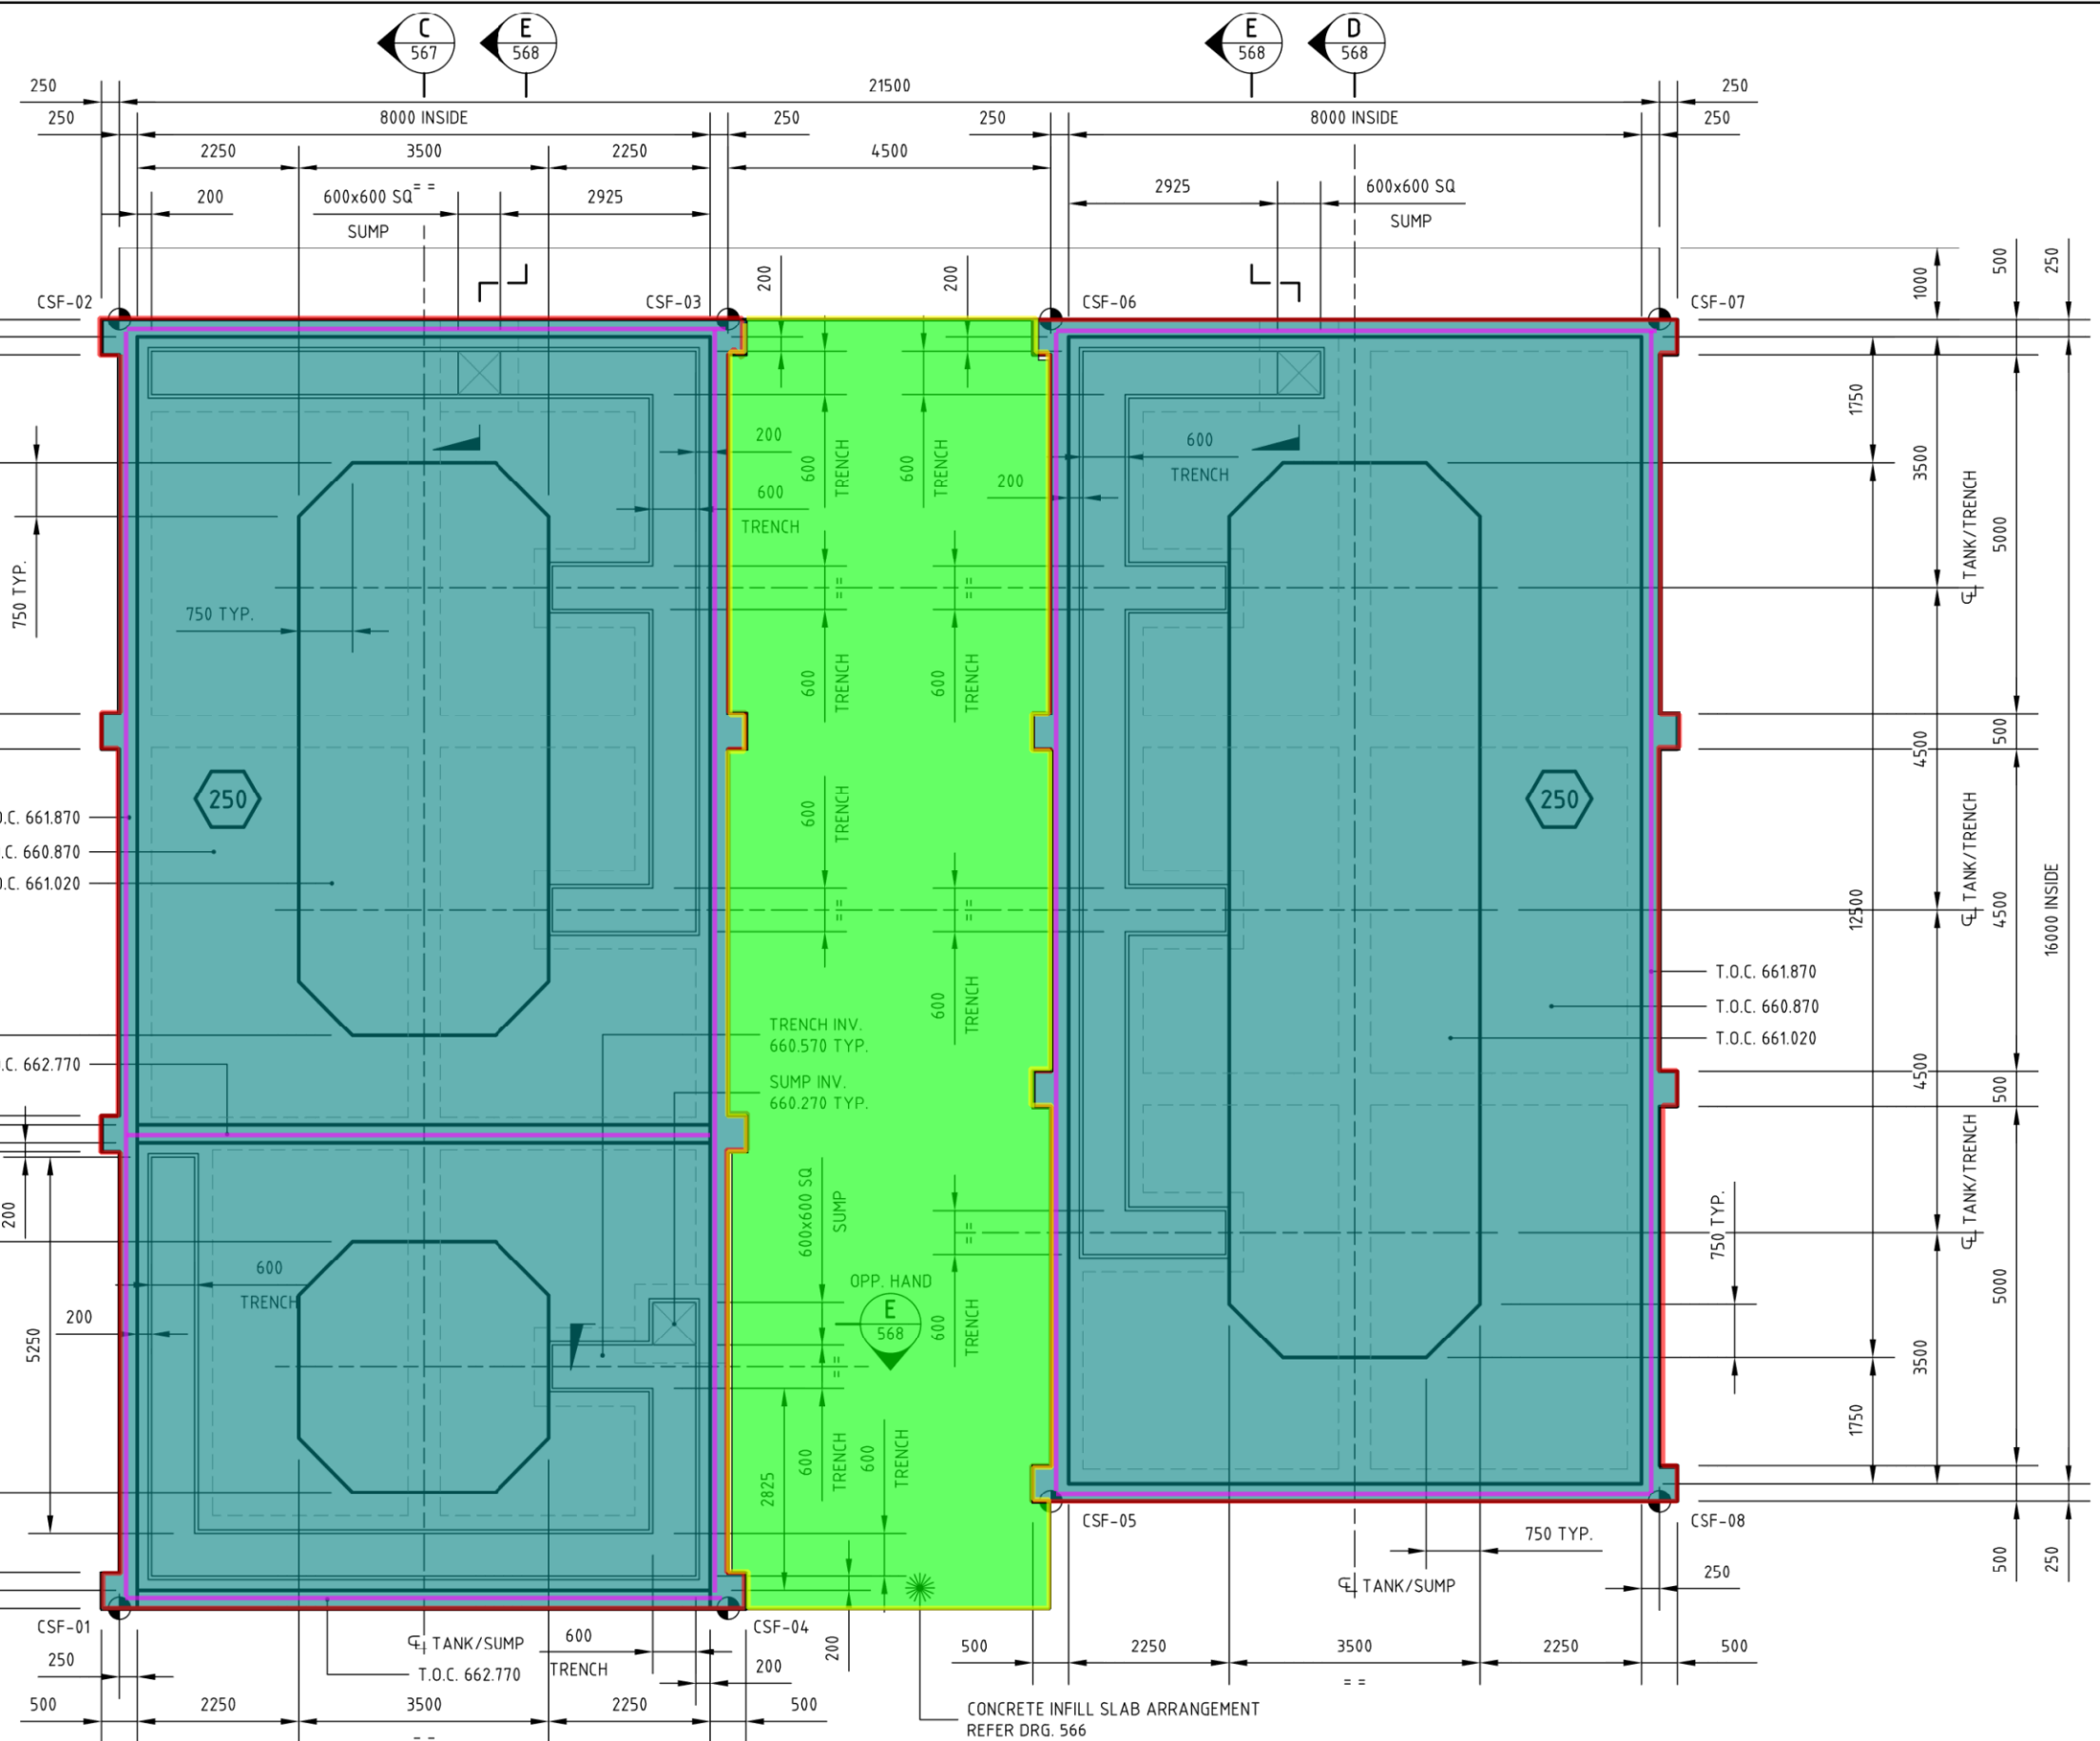 C
567
E
568
E
568
D
568
250
21500
250
250
8000 INSIDE
250
250
8000 INSIDE
250
2250
3500
2250
4500
= =
200
600x600 SQ
SUMP
2925
2925
600x600 SQ
SUMP
200
200
1000
500
250
CSF-02
CSF-03
CSF-06
CSF-07
750 TYP.
750 TYP.
200
600
TRENCH
600
TRENCH
600
TRENCH
200
600
TRENCH
1750
3500
5000
℄ TANK/TRENCH
==
==
600
TRENCH
600
TRENCH
250
250
4500
500
O.C. 661.870
.C. 660.870
O.C. 661.020
600
TRENCH
==
==
12500
℄ TANK/TRENCH
4500
16000 INSIDE
600
TRENCH
T.O.C. 661.870
T.O.C. 660.870
T.O.C. 661.020
TRENCH INV.
660.570 TYP.
.C. 662.770
SUMP INV.
660.270 TYP.
4500
500
℄ TANK/TRENCH
200
600x600 SQ
SUMP
==
750 TYP.
600
TRENCH
200
5250
OPP. HAND
E
568
600
TRENCH
5000
3500
==
1750
2825
600
TRENCH
600
TRENCH
CSF-05
CSF-08
750 TYP.
500
250
℄ TANK/SUMP
250
CSF-01
CSF-04
℄ TANK/SUMP
600
TRENCH
200
200
T.O.C. 662.770
250
500
2250
3500
2250
500
= =
500
2250
3500
2250
500
= =
CONCRETE INFILL SLAB ARRANGEMENT
REFER DRG. 566